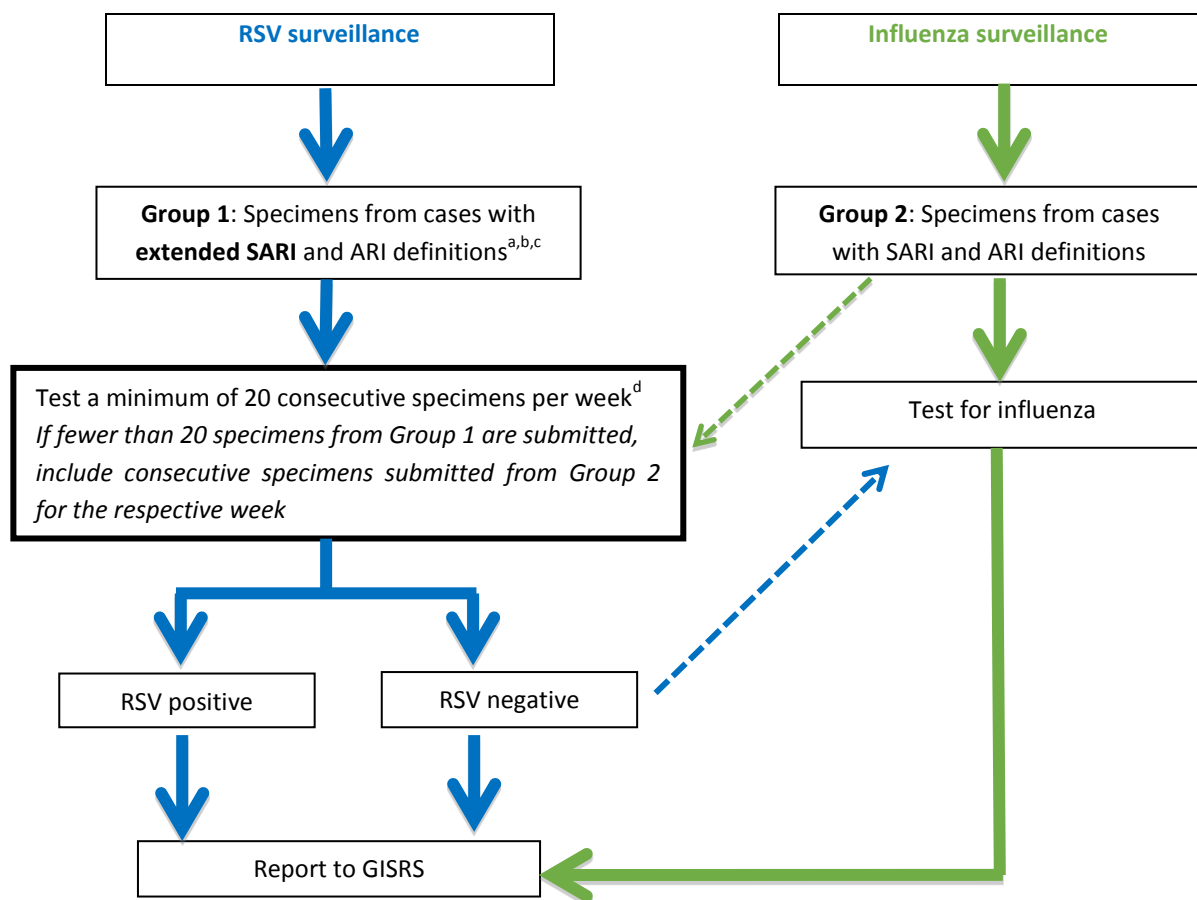 RSV surveillance
Influenza surveillance
Group 1: Specimens from cases with
extended SARI and ARI definitionsa,b,c
Group 2: Specimens from cases
with SARI and ARI definitions
Test a minimum of 20 consecutive specimens per weekd
If fewer than 20 specimens from Group 1 are submitted,
include consecutive specimens submitted from Group 2
for the respective week
Test for influenza
RSV positive
RSV negative
Report to GISRS